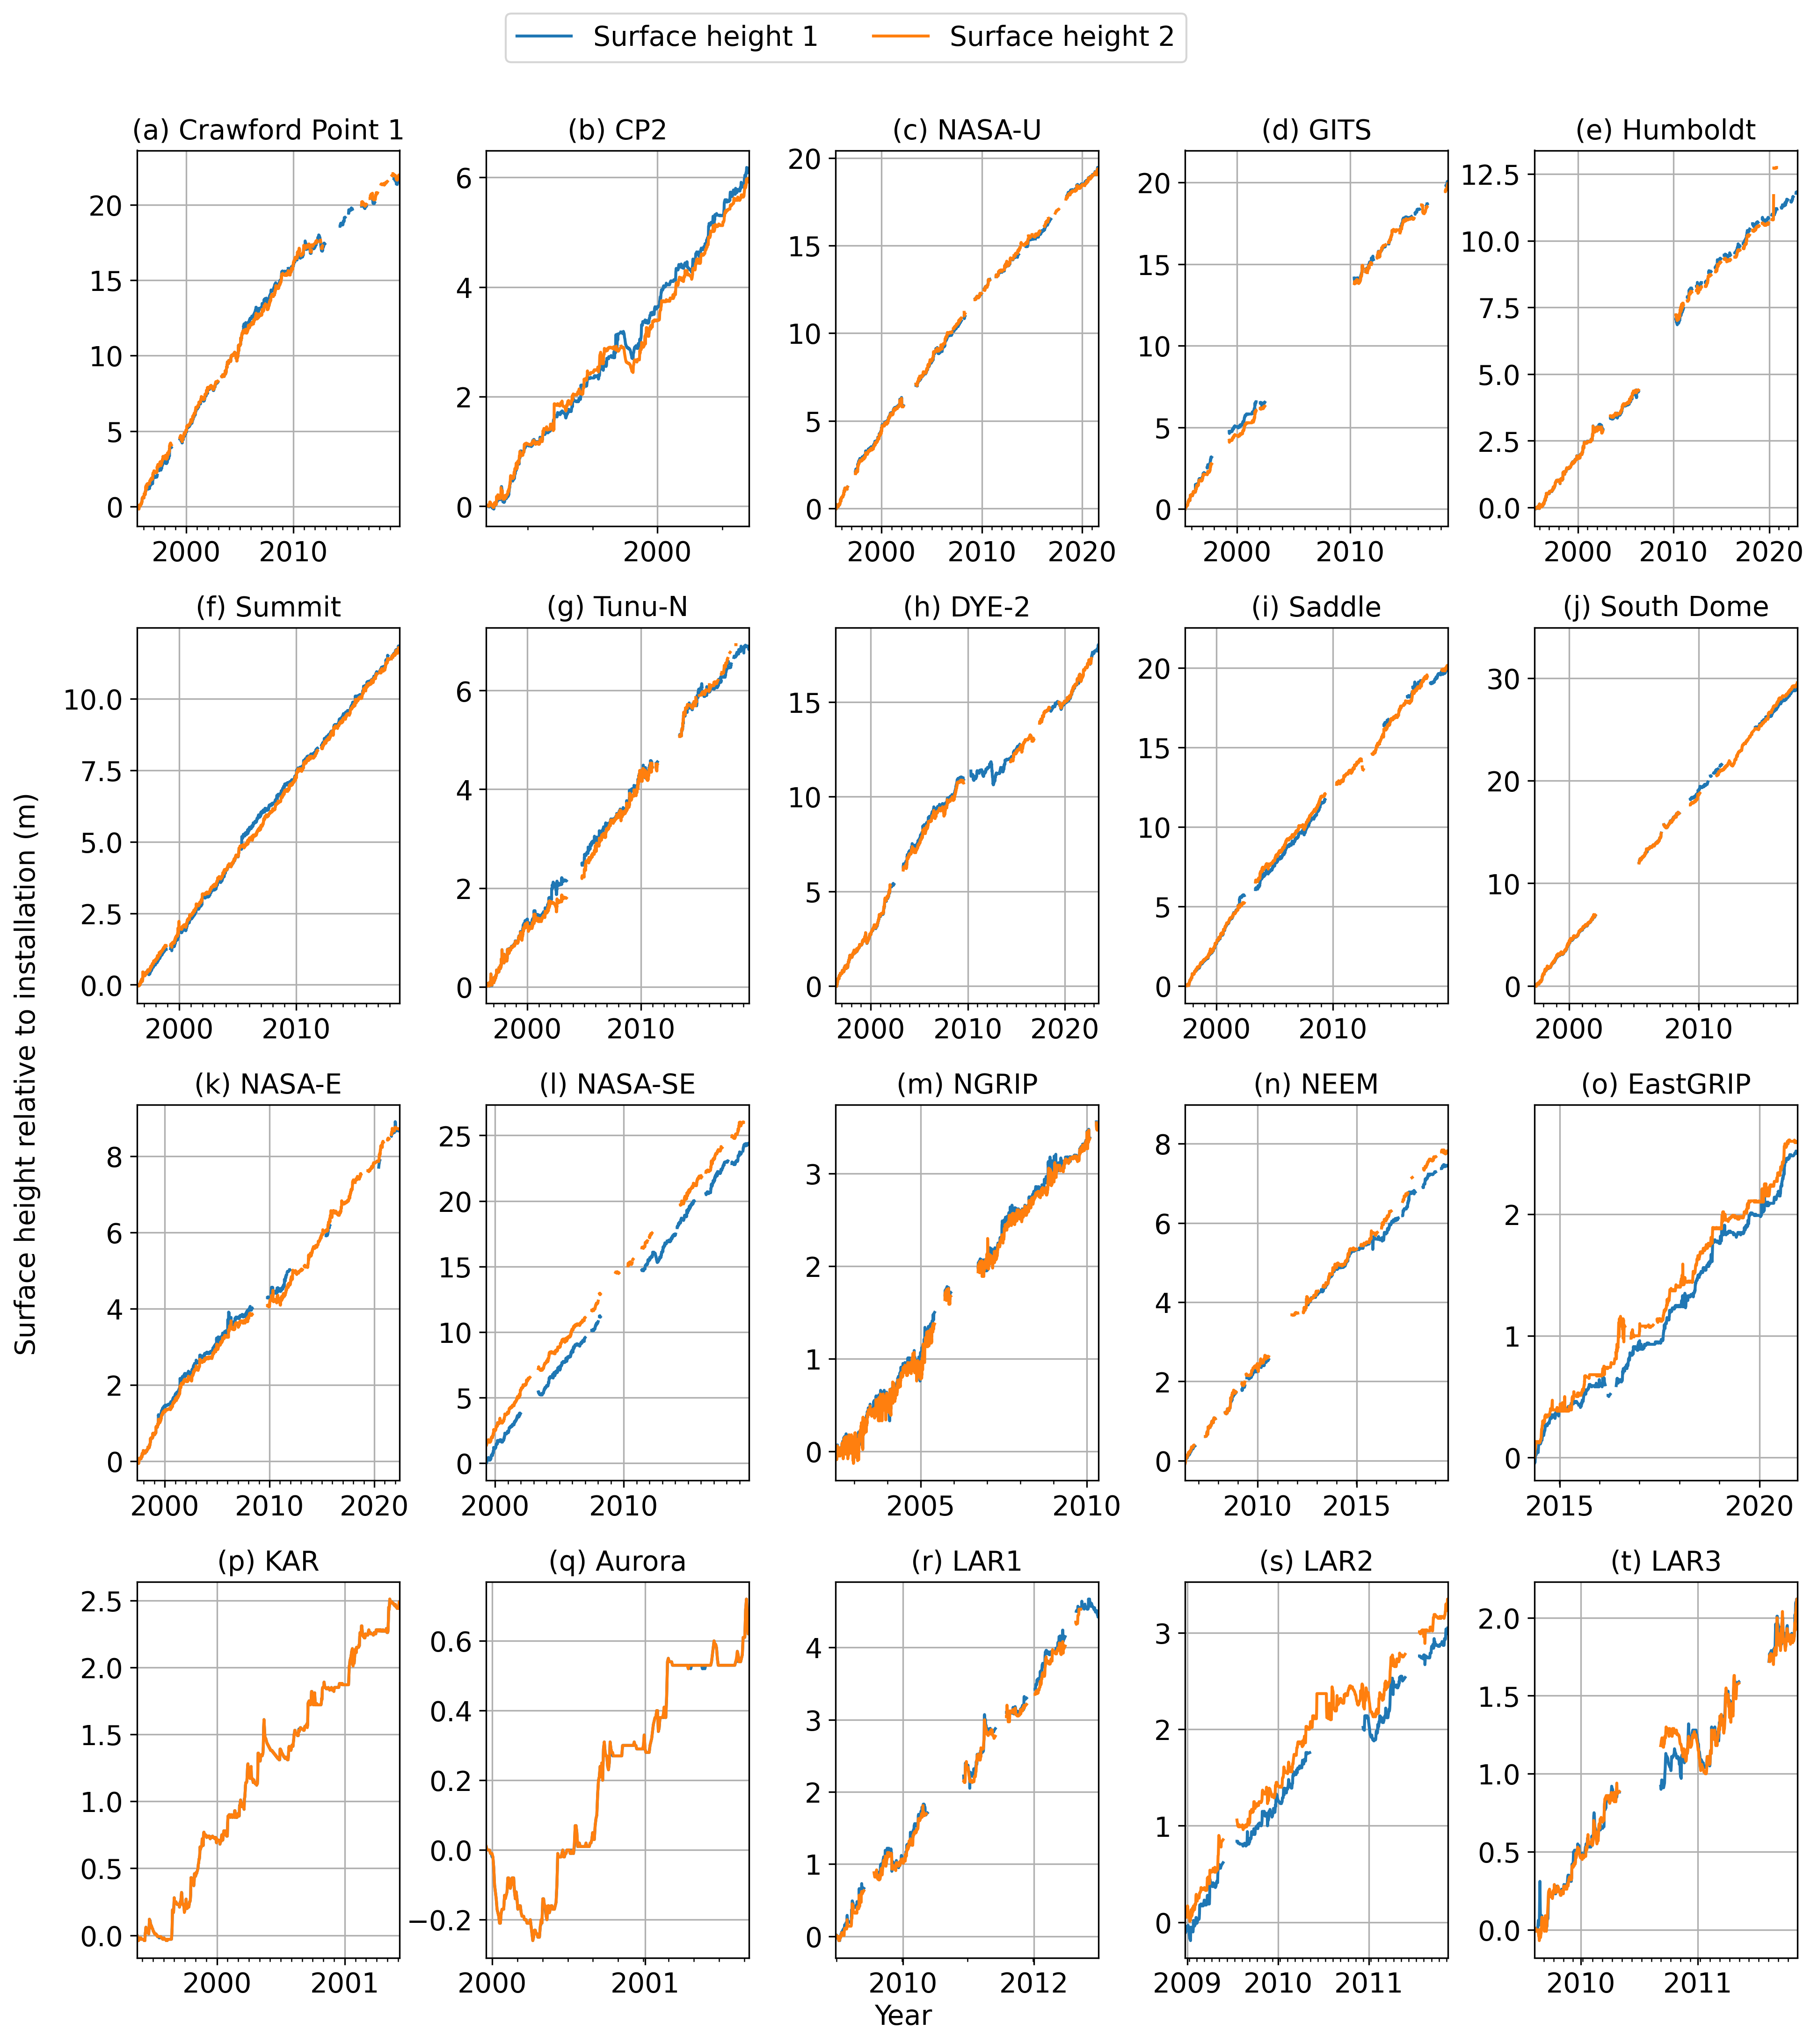 Surface height 1 Surface height 2
(a) Crawford Point 1 (b) CP2 (c) NASA-U (d) GITS (e) Humboldt
20 15 10 5 0
2000 2010
6 4 2 0
2000
20 15 10 5 0
2000 2010 2020
20 15 10 5 0
2000 2010
12.5 10.0 7.5 5.0 2.5 0.0
2000 2010 2020
(f) Summit (g) Tunu-N (h) DYE-2 (i) Saddle (j) South Dome
10.0 7.5 5.0 2.5 0.0
2000 2010
6 4 2 0
2000 2010
15 10 5 0
2000 2010 2020
20 15 10 5 0
2000 2010
30 20 10 0
2000 2010
Surface height relative to installation (m)
(k) NASA-E (l) NASA-SE (m) NGRIP (n) NEEM (o) EastGRIP
8 6 4 2 0
2000 2010 2020
25 20 15 10 5 0
2000 2010
3 2 1 0
2005 2010
8 6 4 2 0
2010 2015
2 1 0
2015 2020
(p) KAR (q) Aurora (r) LAR1 (s) LAR2 (t) LAR3
2.5 2.0 1.5 1.0 0.5 0.0
2000 2001
0.6 0.4 0.2 0.0 −0.2
2000 2001
4 3 2 1 0
2010 2012
3 2 1 0
2009 2010 2011
2.0 1.5 1.0 0.5 0.0
2010 2011
Year